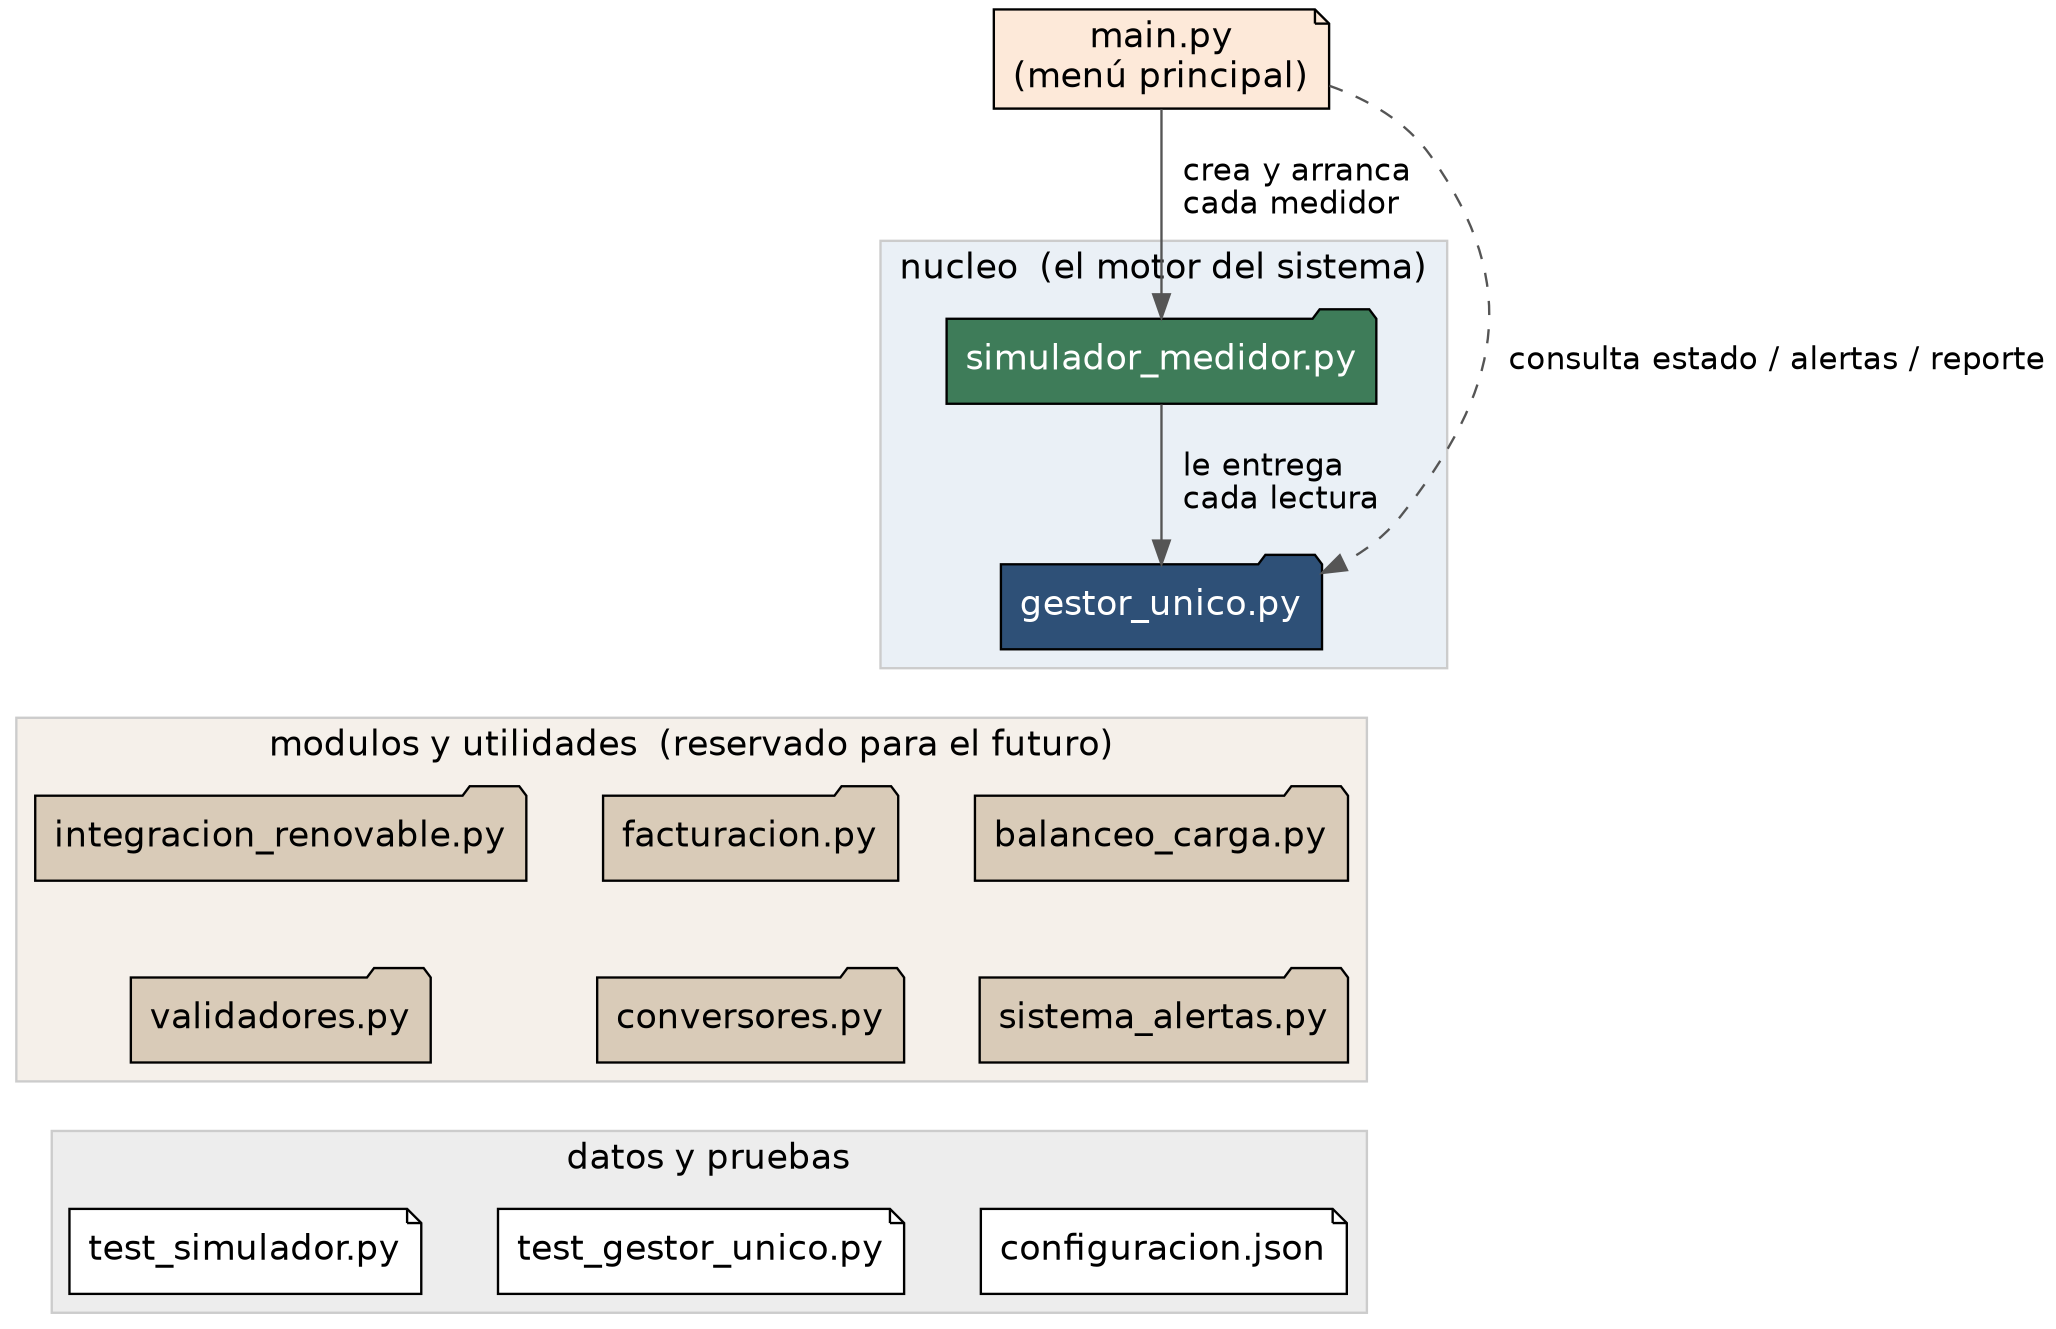 main.py
(menú principal)
crea y arranca
cada medidor
nucleo  (el motor del sistema)
simulador_medidor.py
consulta estado / alertas / reporte
le entrega
cada lectura
gestor_unico.py
modulos y utilidades  (reservado para el futuro)
integracion_renovable.py
facturacion.py
balanceo_carga.py
validadores.py
conversores.py
sistema_alertas.py
datos y pruebas
test_simulador.py
test_gestor_unico.py
configuracion.json